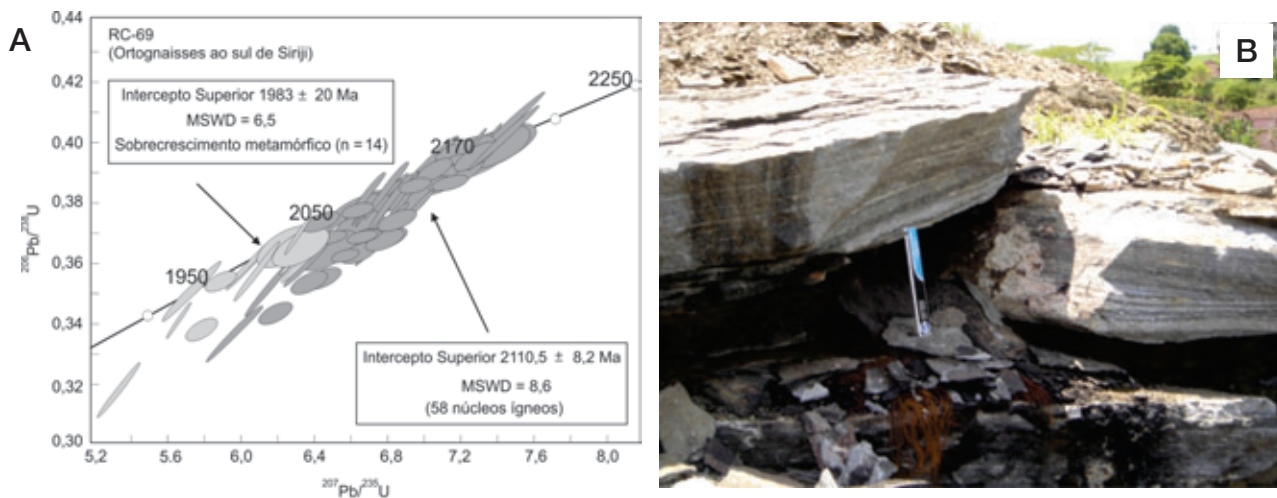 A
B
RC-69
(Ortognaisses ao sul de Siriji)
Intercepto Superior 1983 ± 20 Ma
MSWD = 6,5
Sobrecrescimento metamórfico (n = 14)
2250
2170
2050
1950
Intercepto Superior 2110,5 ± 8,2 Ma
MSWD = 8,6
(58 núcleos ígneos)
0,44
0,42
0,40
0,38
0,36
0,34
0,32
0,30
206Pb/238U
5,2 5,6 6,0 6,4 6,8 7,2 7,6 8,0
207Pb/235U